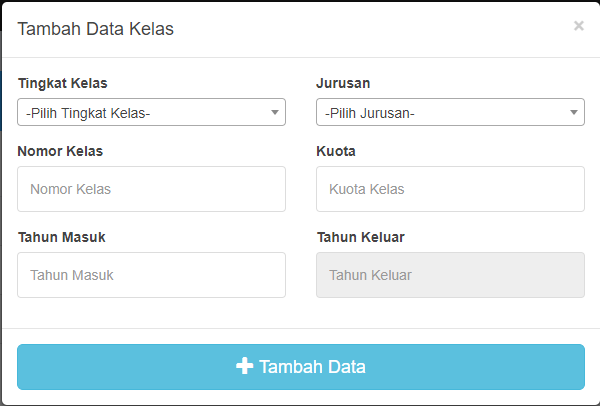 Tambah Data Kelas
×
Tingkat Kelas
Jurusan
-Pilih Tingkat Kelas-
-Pilih Jurusan-
Nomor Kelas
Kuota
Nomor Kelas
Kuota Kelas
Tahun Masuk
Tahun Keluar
Tahun Masuk
Tahun Keluar
Tambah Data